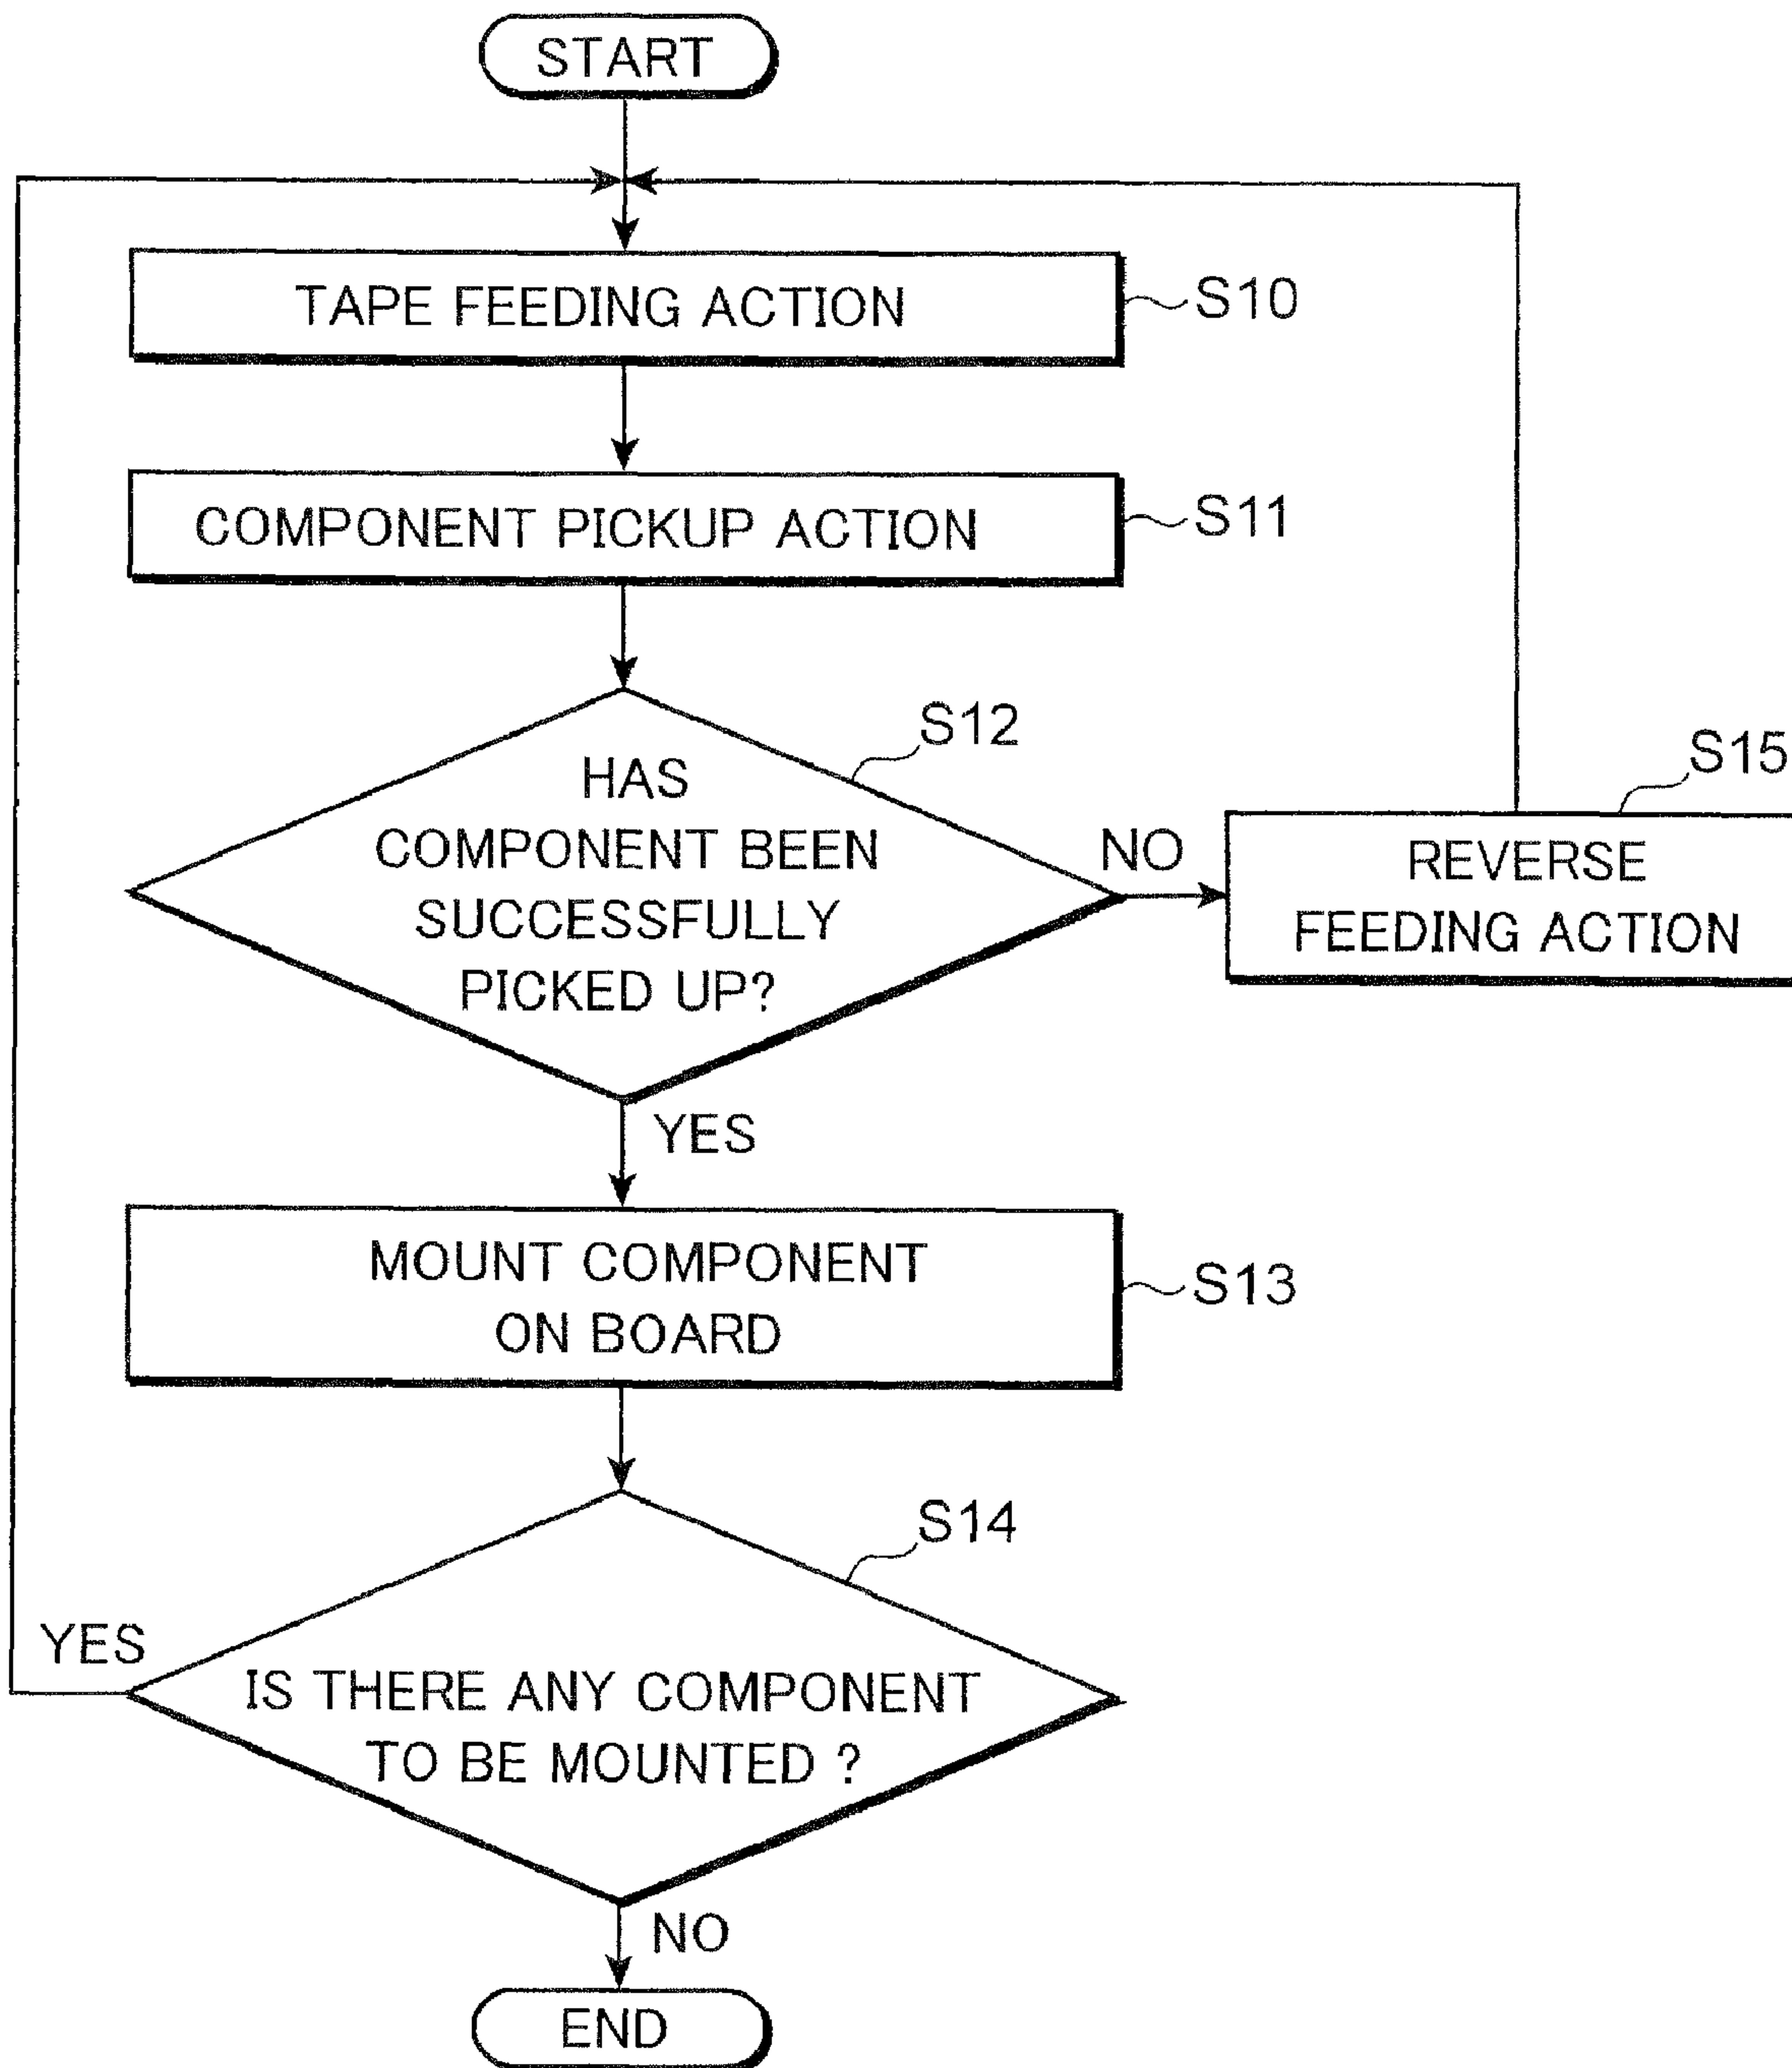 START
TAPE FEEDING ACTION
S10
COMPONENT PICKUP ACTION
S11
S12
HAS
COMPONENT BEEN
SUCCESSFULLY
PICKED UP?
NO
S15
REVERSE
FEEDING ACTION
YES
MOUNT COMPONENT
ON BOARD
S13
S14
YES
IS THERE ANY COMPONENT
TO BE MOUNTED ?
NO
END